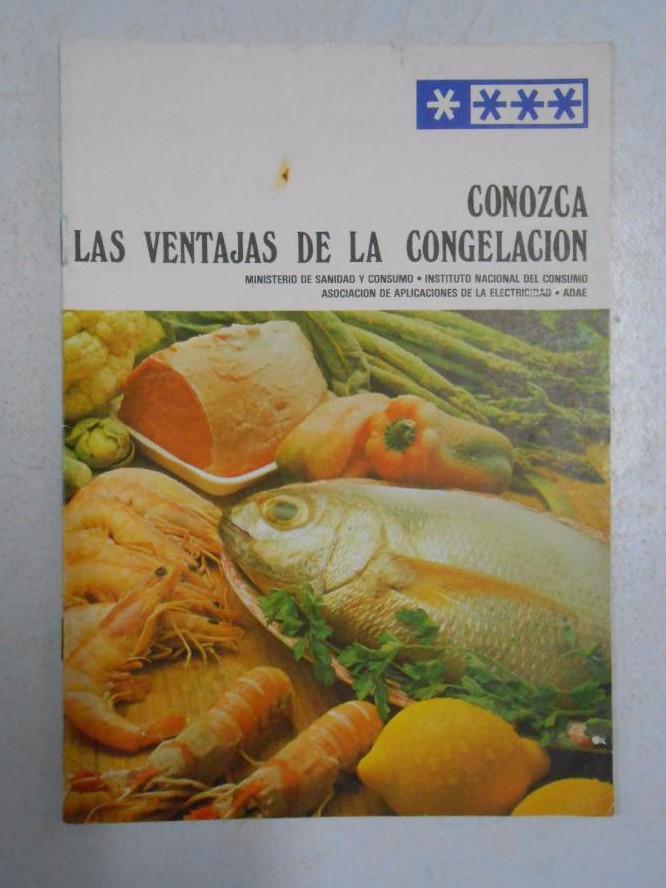 CONOZCA
LAS VENTAJAS DE LA CONGELACION
MINISTERIO DE SANIDAD Y CONSUMO • INSTITUTO NACIONAL DEL CONSUMO
ASOCIACION DE APLICACIONES DE LA ELECTRICIDAD • ADAE